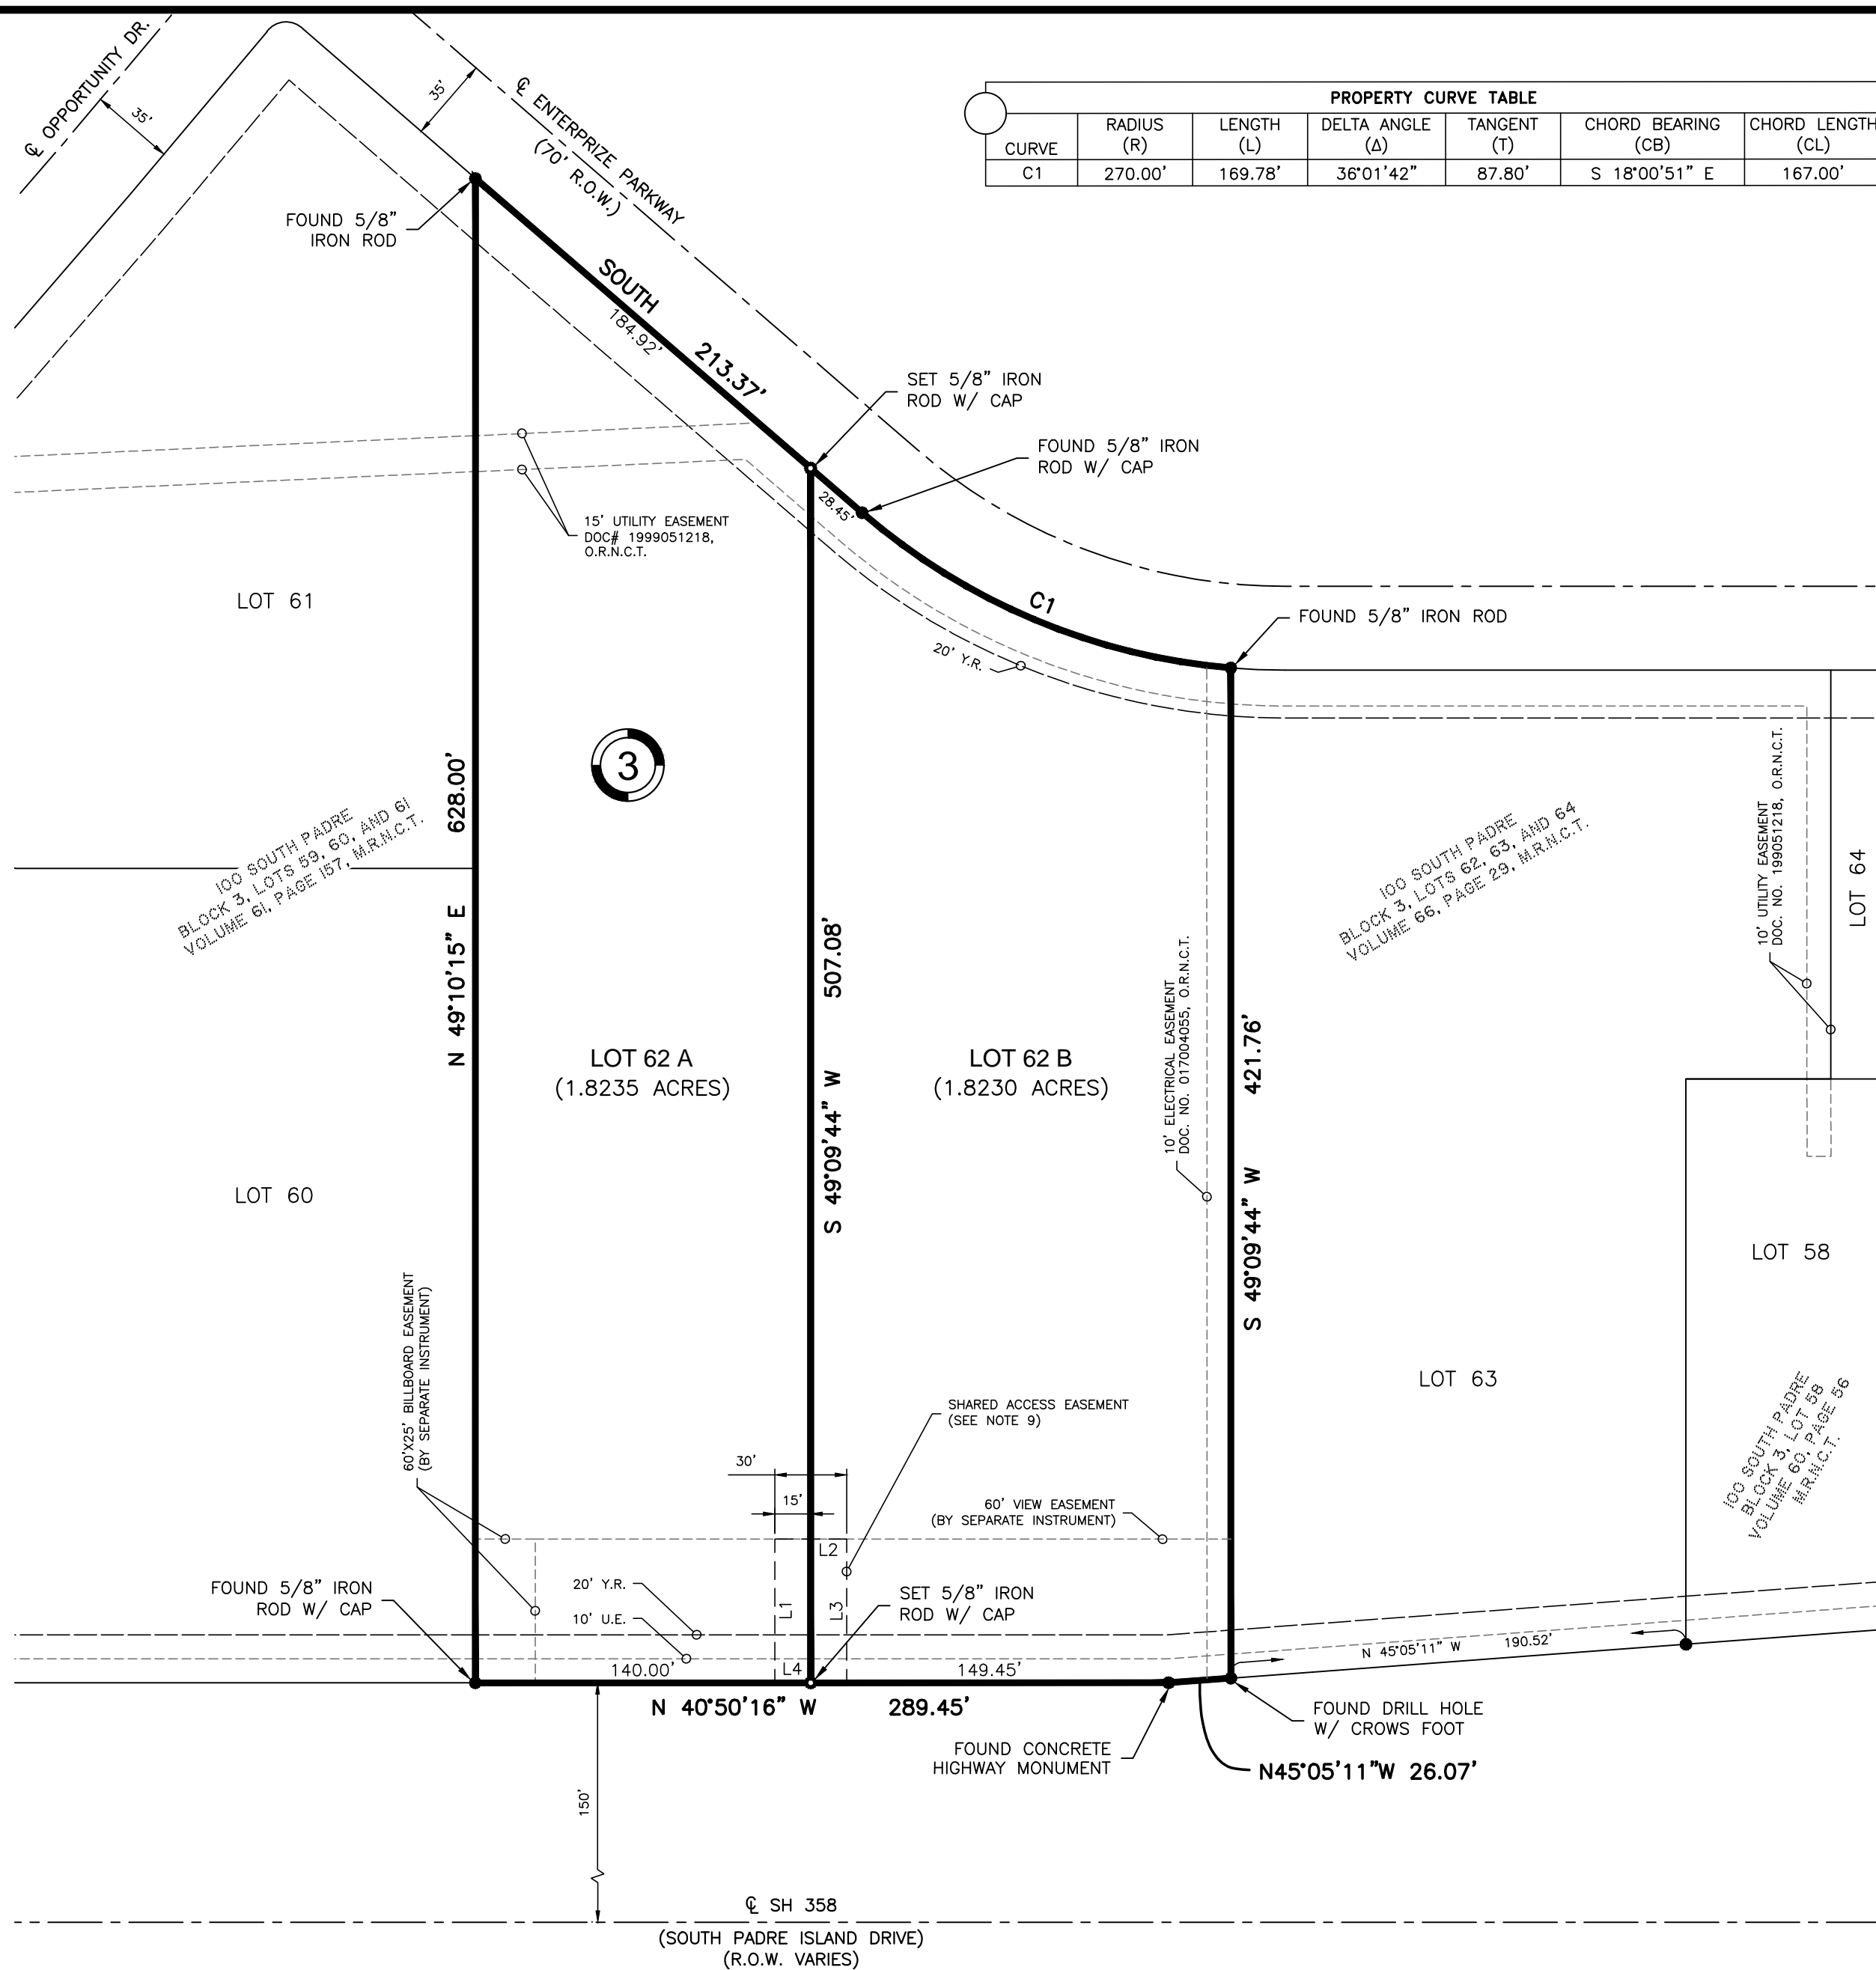 ℄ OPPORTUNITY DR.
35'
35'
℄ ENTERPRIZE PARKWAY
(70' R.O.W.)
PROPERTY CURVE TABLE
CURVE RADIUS (R) LENGTH (L) DELTA ANGLE (Δ) TANGENT (T) CHORD BEARING (CB) CHORD LENGTH (CL)
C1 270.00' 169.78' 36°01'42" 87.80' S 18°00'51" E 167.00'
FOUND 5/8"
IRON ROD
SOUTH 213.37'
184.92'
SET 5/8" IRON
ROD W/ CAP
FOUND 5/8" IRON
ROD W/ CAP
28.45'
15' UTILITY EASEMENT
DOC# 1999051218,
O.R.N.C.T.
LOT 61
C1
FOUND 5/8" IRON ROD
20' Y.R.
3
N 49°10'15" E 628.00'
100 SOUTH PADRE
BLOCK 3, LOTS 59, 60, AND 61
VOLUME 61, PAGE 157, M.R.N.C.T.
100 SOUTH PADRE
BLOCK 3, LOTS 62, 63, AND 64
VOLUME 66, PAGE 29, M.R.N.C.T.
10' UTILITY EASEMENT
DOC. NO. 199051218, O.R.N.C.T.
LOT 64
S 49°09'44" W 507.08'
10' ELECTRICAL EASEMENT
DOC. NO. 017004055, O.R.N.C.T.
S 49°09'44" W 421.76'
LOT 62 A
(1.8235 ACRES)
LOT 62 B
(1.8230 ACRES)
LOT 60
LOT 58
LOT 63
60'X25' BILLBOARD EASEMENT
(BY SEPARATE INSTRUMENT)
100 SOUTH PADRE
BLOCK 3, LOT 58
VOLUME 60, PAGE 56
M.R.N.C.T.
SHARED ACCESS EASEMENT
(SEE NOTE 9)
30'
15'
60' VIEW EASEMENT
(BY SEPARATE INSTRUMENT)
L2
L1
L3
L4
FOUND 5/8" IRON
ROD W/ CAP
20' Y.R.
10' U.E.
SET 5/8" IRON
ROD W/ CAP
140.00'
149.45'
N 45°05'11" W 190.52'
N 40°50'16" W 289.45'
FOUND DRILL HOLE
W/ CROWS FOOT
FOUND CONCRETE
HIGHWAY MONUMENT
N45°05'11"W 26.07'
150'
℄ SH 358
(SOUTH PADRE ISLAND DRIVE)
(R.O.W. VARIES)